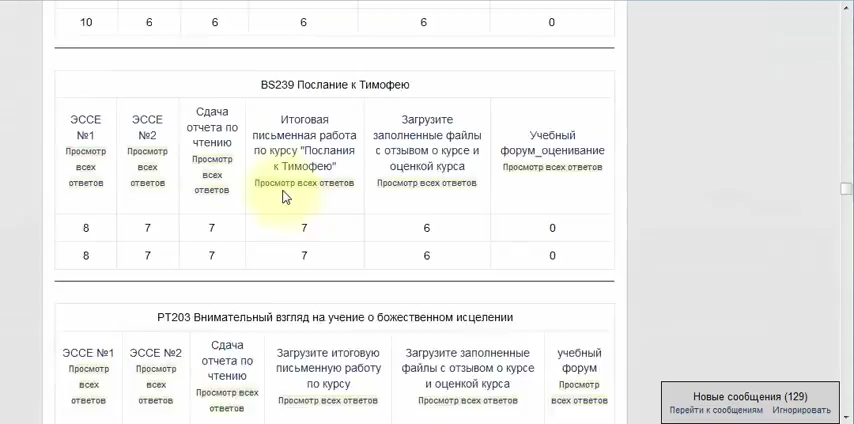 10 6 6 6 6 0
BS239 Послание к Тимофею
ЭССЕ №1 Просмотр всех ответов
ЭССЕ №2 Просмотр всех ответов
Сдача отчета по чтению Просмотр всех ответов
Итоговая письменная работа по курсу "Послания к Тимофею" Просмотр всех ответов
Загрузите заполненные файлы с отзывом о курсе и оценкой курса Просмотр всех ответов
Учебный форум_оценивание Просмотр всех ответов
8 7 7 7 6 0
8 7 7 7 6 0
PT203 Внимательный взгляд на учение о божественном исцелении
ЭССЕ №1 Просмотр всех ответов
ЭССЕ №2 Просмотр всех ответов
Сдача отчета по чтению Просмотр всех ответов
Загрузите итоговую письменную работу по курсу Просмотр всех ответов
Загрузите заполненные файлы с отзывом о курсе и оценкой курса Просмотр всех ответов
учебный форум Просмотр всех ответов
Новые сообщения (129)
Перейти к сообщениям Игнорировать